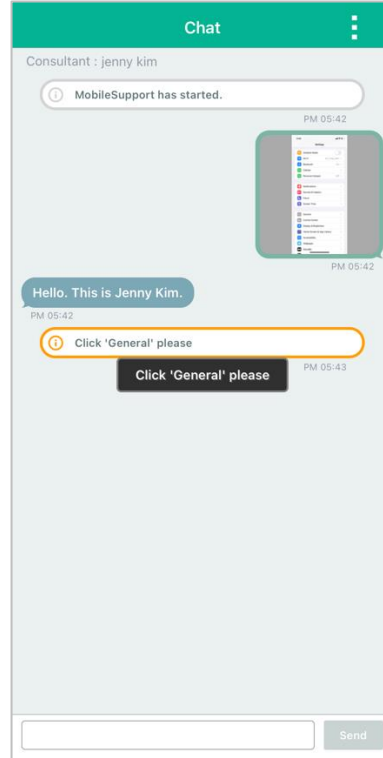 Chat
Consultant : jenny kim
MobileSupport has started.
PM 05:42
PM 05:42
Hello. This is Jenny Kim.
PM 05:42
Click 'General' please
PM 05:43
Click 'General' please
Send